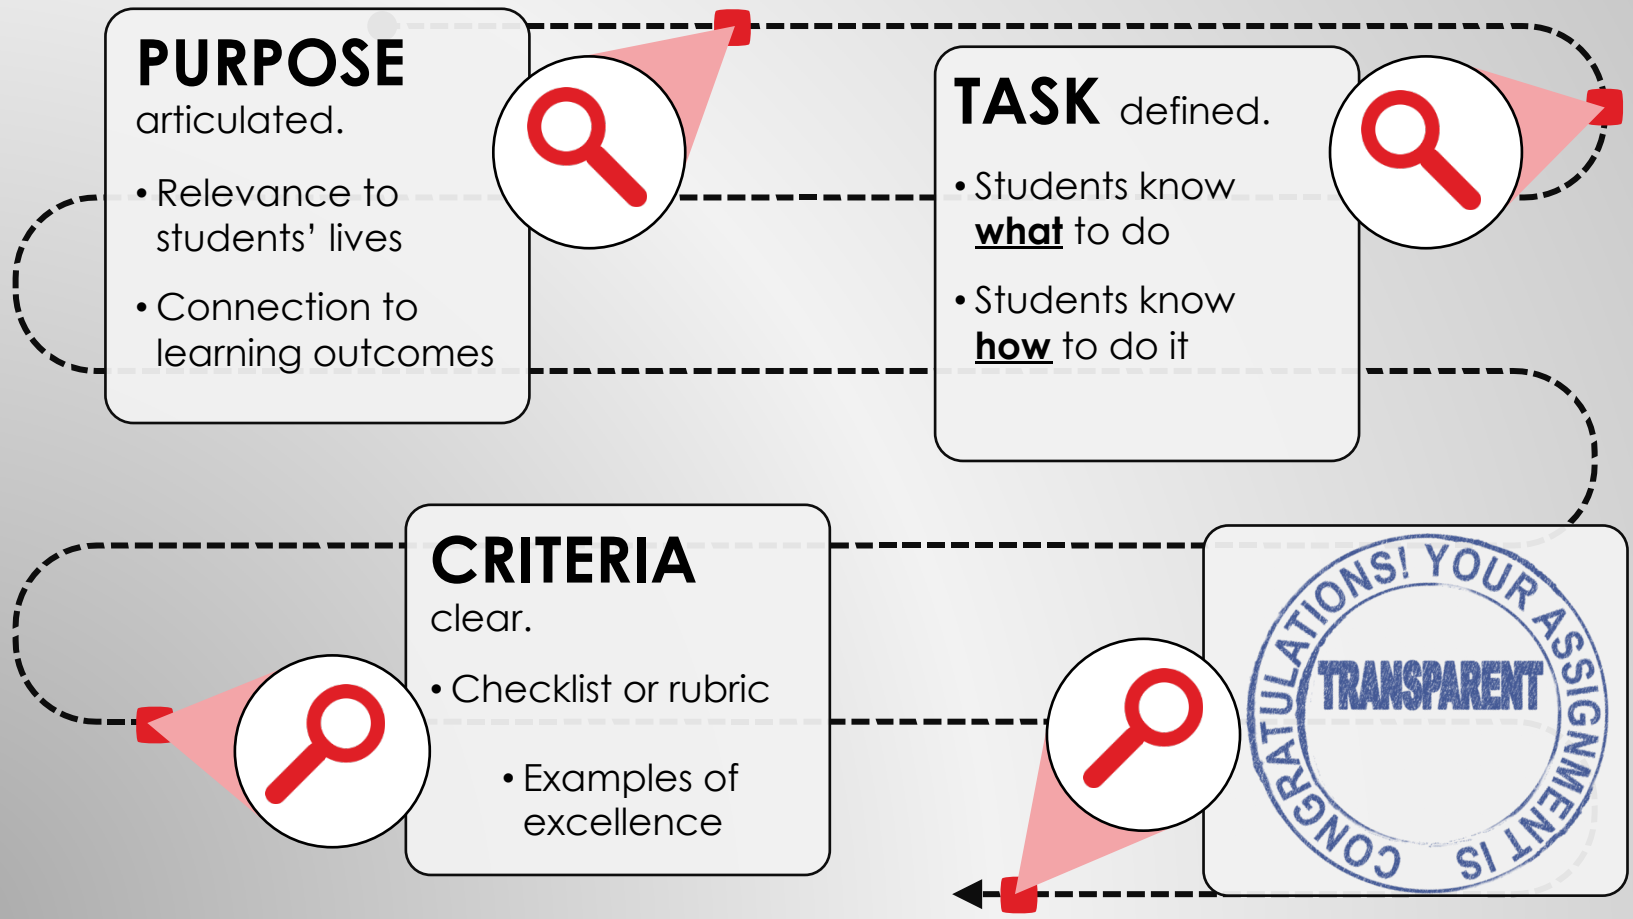 PURPOSE
articulated.
• Relevance to
students’ lives
• Connection to
learning outcomes
TASK defined.
• Students know
what to do
• Students know
how to do it
CRITERIA
clear.
• Checklist or rubric
• Examples of
excellence
CONGRATULATIONS! YOUR ASSIGNMENT IS
TRANSPARENT